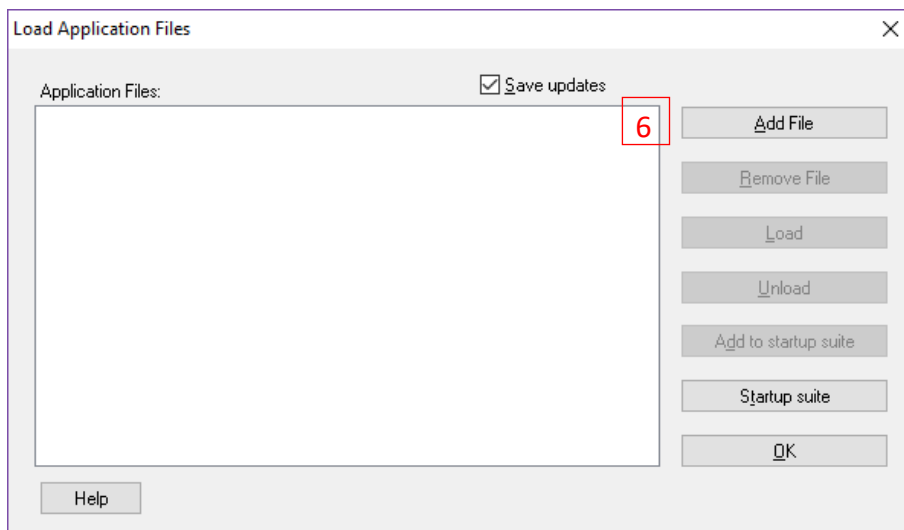 Load Application Files
Application Files:
Save updates
6
Add File
Remove File
Load
Unload
Add to startup suite
Startup suite
OK
Help